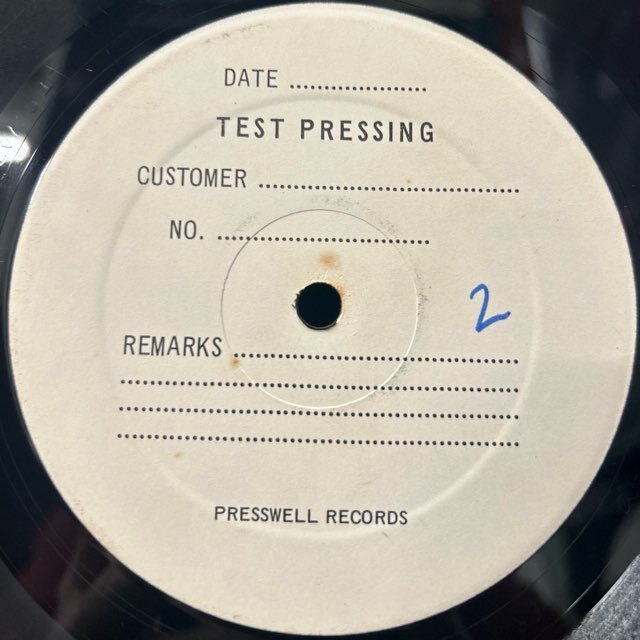 DATE ....................
TEST PRESSING
CUSTOMER ........................................
NO. ................................
2
REMARKS ............................................
..............................................................
..............................................................
..............................................................
PRESSWELL RECORDS